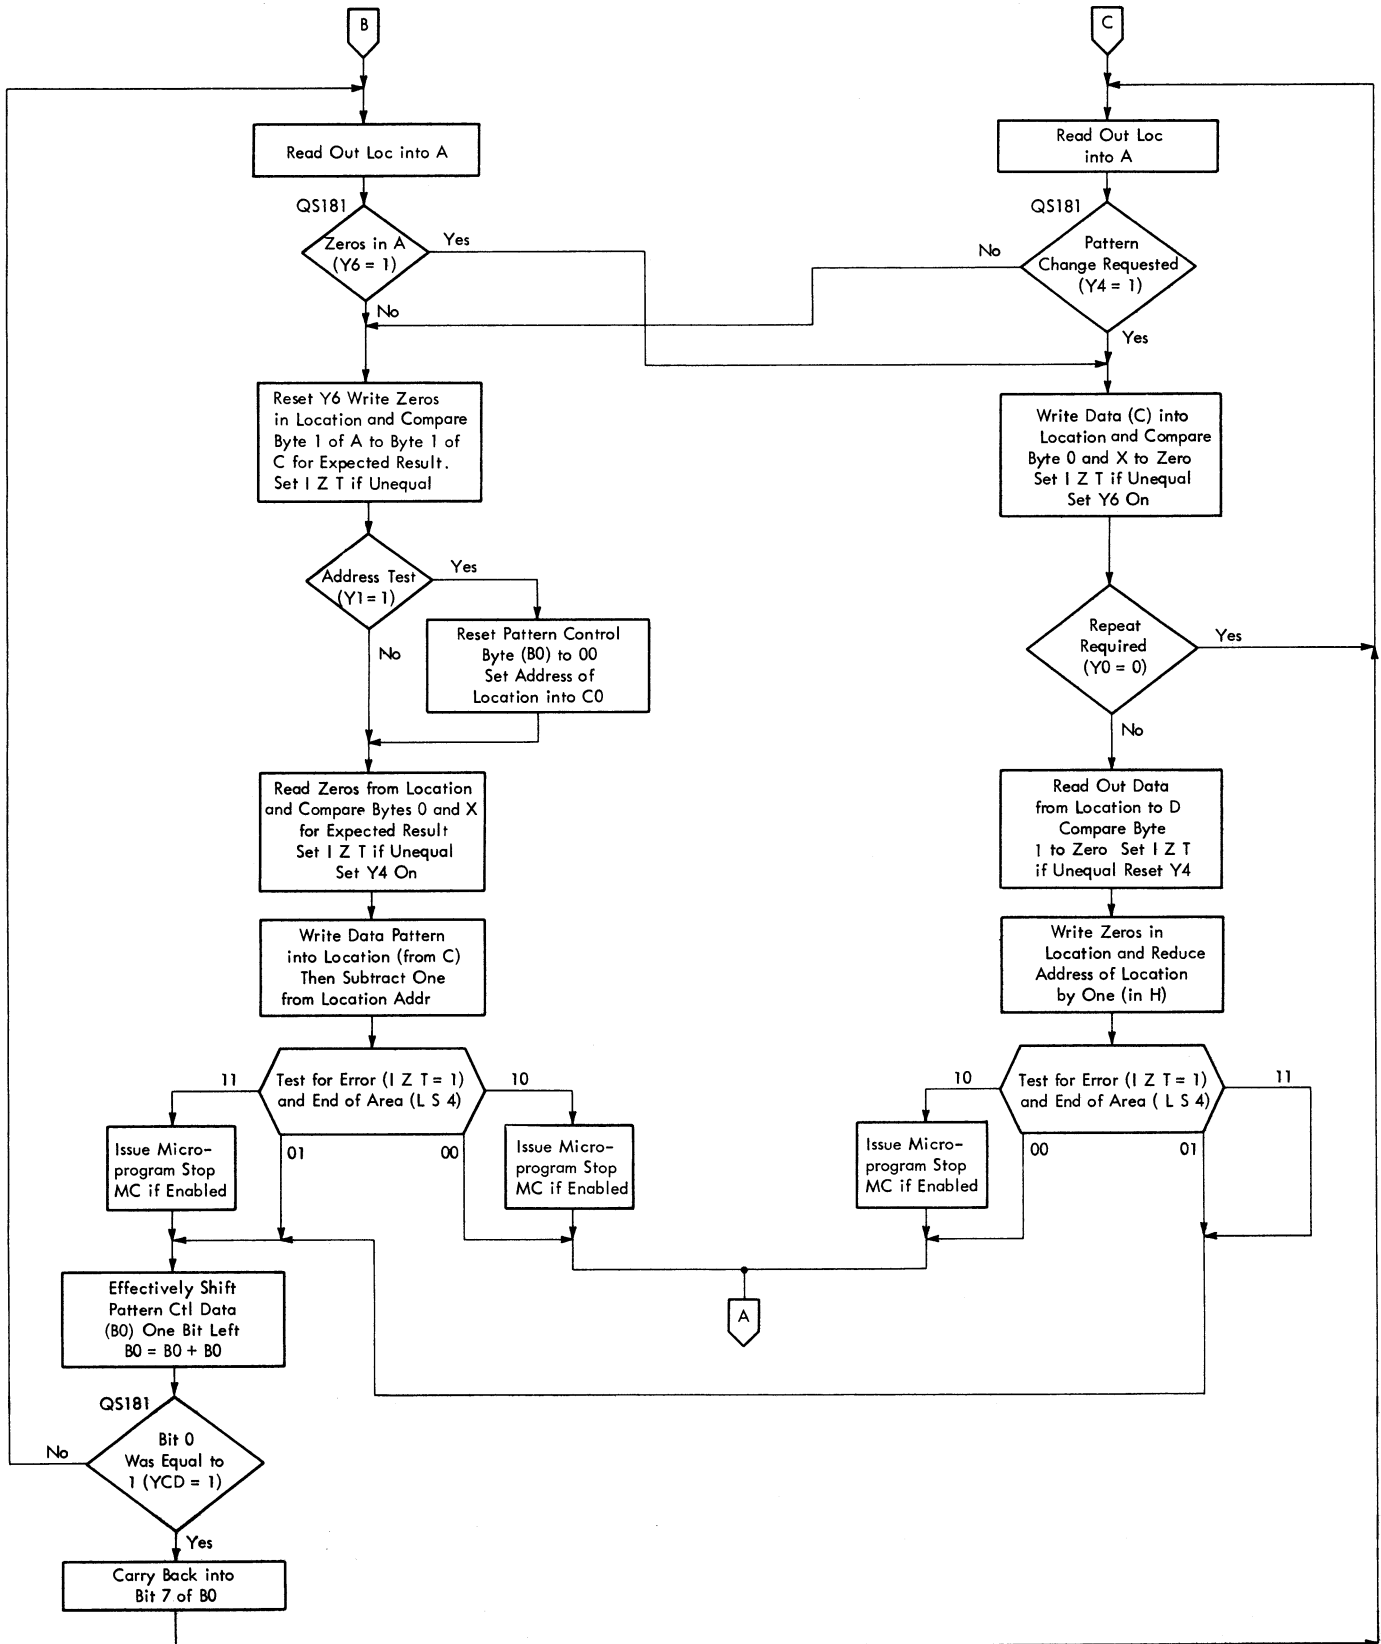 B
C
Read Out Loc into A
Read Out Loc
into A
QS181
Zeros in A
(Y6 = 1)
Yes
No
QS181
Pattern
Change Requested
(Y4 = 1)
No
Yes
Reset Y6 Write Zeros
in Location and Compare
Byte 1 of A to Byte 1 of
C for Expected Result.
Set I Z T if Unequal
Write Data (C) into
Location and Compare
Byte 0 and X to Zero
Set I Z T if Unequal
Set Y6 On
Address Test
(Y1 = 1)
Yes
No
Reset Pattern Control
Byte (B0) to 00
Set Address of
Location into C0
Repeat
Required
(Y0 = 0)
Yes
No
Read Zeros from Location
and Compare Bytes 0 and X
for Expected Result
Set I Z T if Unequal
Set Y4 On
Read Out Data
from Location to D
Compare Byte
1 to Zero Set I Z T
if Unequal Reset Y4
Write Data Pattern
into Location (from C)
Then Subtract One
from Location Addr
Write Zeros in
Location and Reduce
Address of Location
by One (in H)
11
Test for Error (I Z T = 1)
and End of Area (L S 4)
10
01
00
10
Test for Error (I Z T = 1)
and End of Area ( L S 4)
11
00
01
Issue Micro-
program Stop
MC if Enabled
Issue Micro-
program Stop
MC if Enabled
Issue Micro-
program Stop
MC if Enabled
Effectively Shift
Pattern Ctl Data
(B0) One Bit Left
B0 = B0 + B0
A
QS181
Bit 0
Was Equal to
1 (YCD = 1)
No
Yes
Carry Back into
Bit 7 of B0